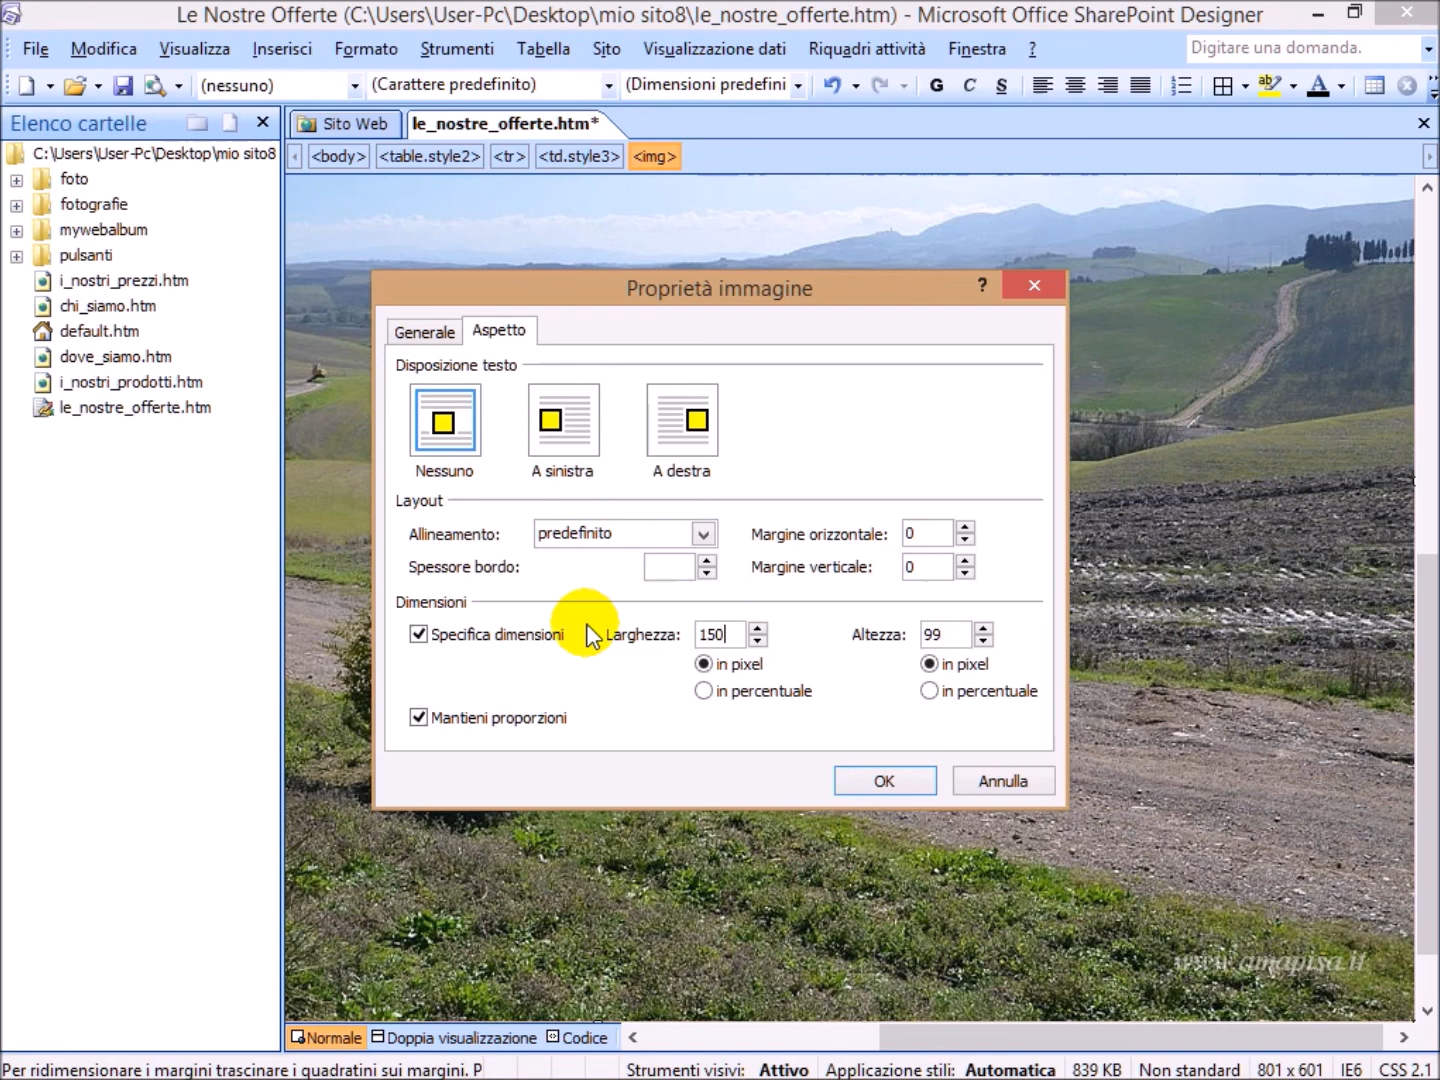 Le Nostre Offerte (C:\Users\User-Pc\Desktop\mio sito8\le_nostre_offerte.htm) - Microsoft Office SharePoint Designer
File Modifica Visualizza Inserisci Formato Strumenti Tabella Sito Visualizzazione dati Riquadri attività Finestra ? Digitare una domanda.
(nessuno) (Carattere predefinito) (Dimensioni predefini G C S
Elenco cartelle
Sito Web le_nostre_offerte.htm*
<body> <table.style2> <tr> <td.style3> <img>
C:\Users\User-Pc\Desktop\mio sito8
foto
fotografie
mywebalbum
pulsanti
i_nostri_prezzi.htm
chi_siamo.htm
default.htm
dove_siamo.htm
i_nostri_prodotti.htm
le_nostre_offerte.htm
Proprietà immagine ?
Generale Aspetto
Disposizione testo
Nessuno A sinistra A destra
Layout
Allineamento: predefinito Margine orizzontale: 0
Spessore bordo: Margine verticale: 0
Dimensioni
Specifica dimensioni Larghezza: 150 Altezza: 99
in pixel in pixel
in percentuale in percentuale
Mantieni proporzioni
OK Annulla
www.amapisa.it
Normale Doppia visualizzazione Codice
Per ridimensionare i margini trascinare i quadratini sui margini. P Strumenti visivi: Attivo Applicazione stili: Automatica 839 KB Non standard 801 x 601 IE6 CSS 2.1